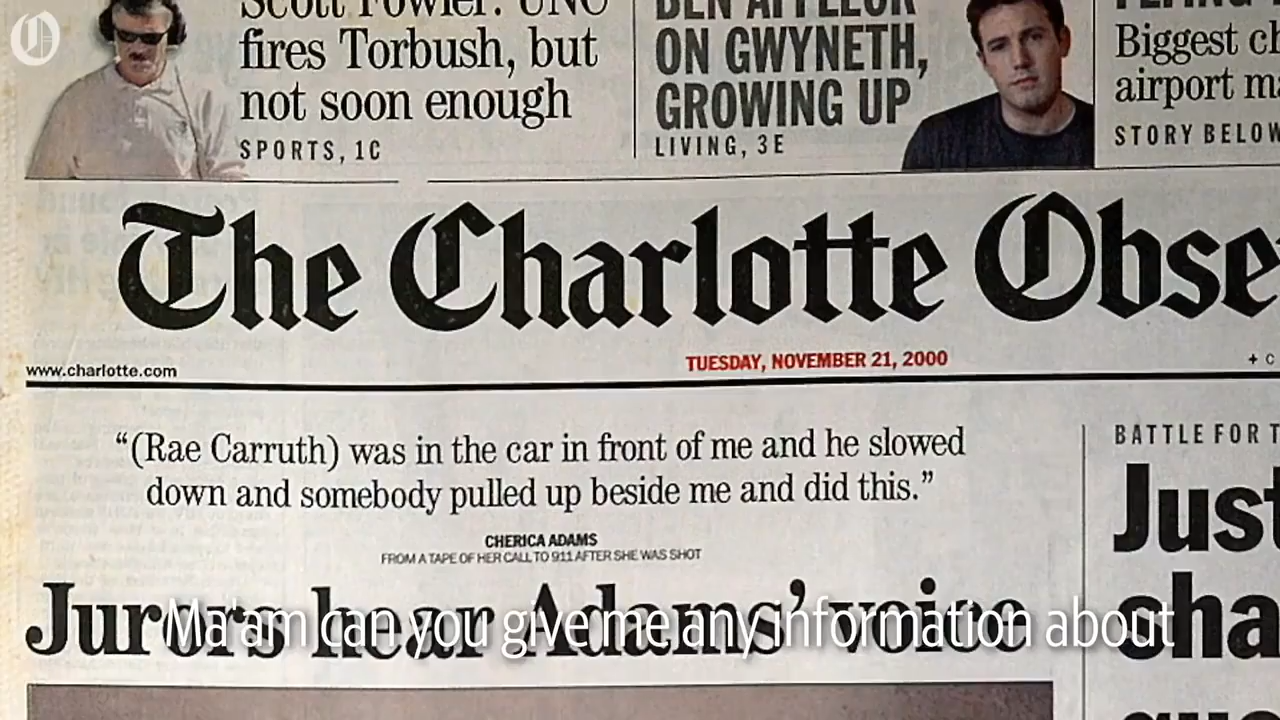 Scott Fowler: UNC
fires Torbush, but
not soon enough
SPORTS, 1C
BEN AFFLECK
ON GWYNETH,
GROWING UP
LIVING, 3E
Biggest
airport
STORY BELOW
The Charlotte
www.charlotte.com
TUESDAY, NOVEMBER 21, 2000
“(Rae Carruth) was in the car in front of me and he slowed
down and somebody pulled up beside me and did this.”
CHERICA ADAMS
FROM A TAPE OF HER CALL TO 911 AFTER SHE WAS SHOT
Jurors hear Adams’ voice
Ma'am can you give me any information about
BATTLE FOR